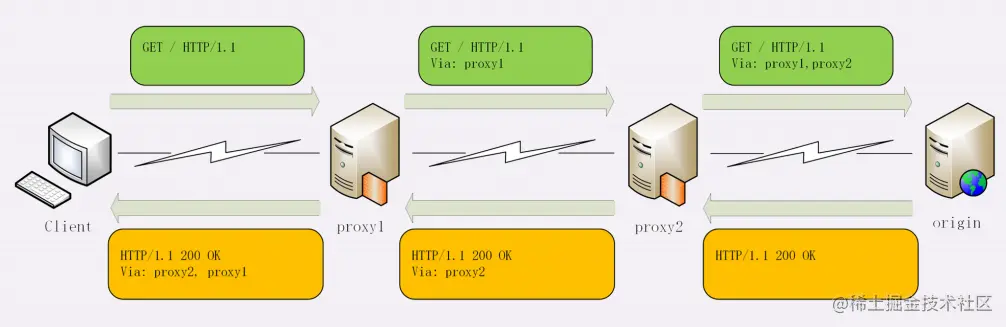 GET / HTTP/1.1
GET / HTTP/1.1
Via: proxy1
GET / HTTP/1.1
Via: proxy1,proxy2
Client
proxy1
proxy2
origin
HTTP/1.1 200 OK
Via: proxy2, proxy1
HTTP/1.1 200 OK
Via: proxy2
HTTP/1.1 200 OK
@稀土掘金技术社区